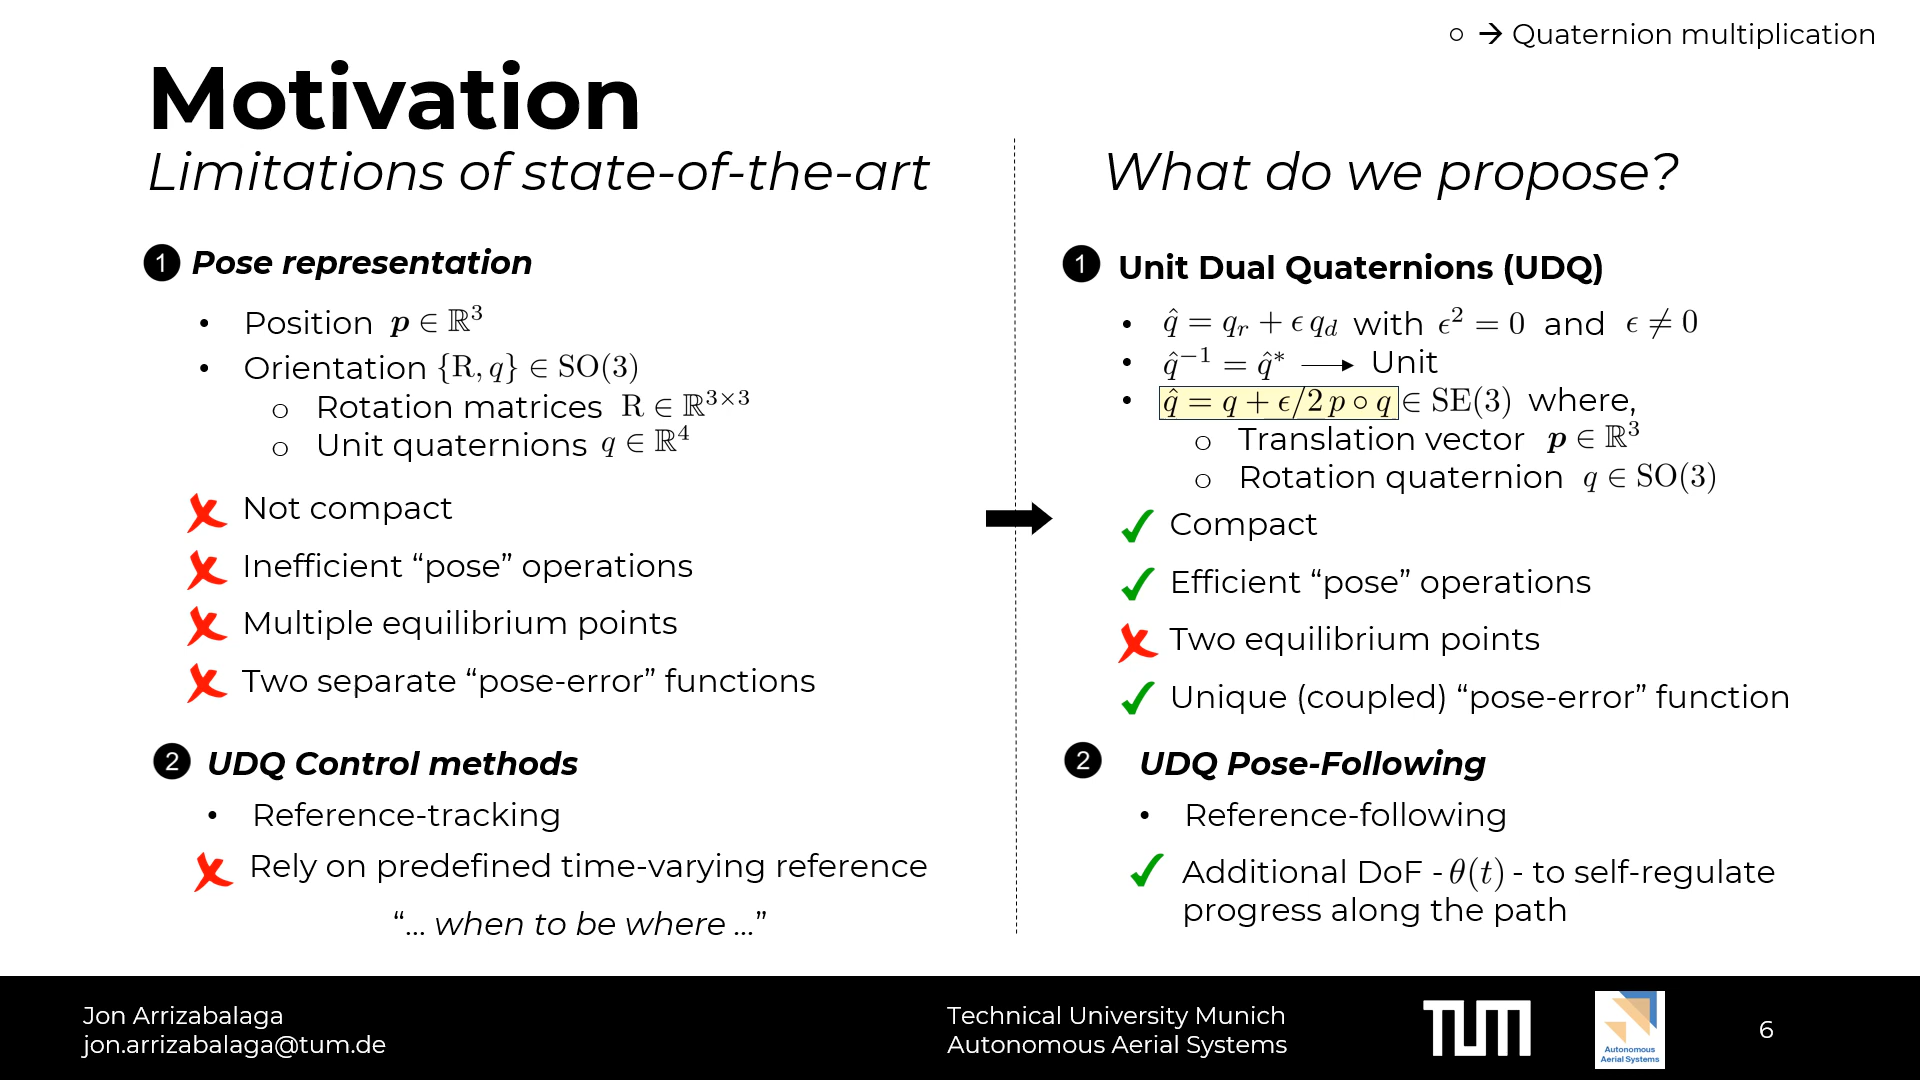 ○ → Quaternion multiplication
Motivation
Limitations of state-of-the-art
1 Pose representation
• Position p ∈ ℝ³
• Orientation {R, q} ∈ SO(3)
○ Rotation matrices R ∈ ℝ³ˣ³
○ Unit quaternions q ∈ ℝ⁴
✗ Not compact
✗ Inefficient “pose” operations
✗ Multiple equilibrium points
✗ Two separate “pose-error” functions
2 UDQ Control methods
• Reference-tracking
✗ Rely on predefined time-varying reference
“... when to be where ...”
What do we propose?
1 Unit Dual Quaternions (UDQ)
• q̂ = qᵣ + ϵ q_d with ϵ² = 0 and ϵ ≠ 0
• q̂⁻¹ = q̂* ⟶ Unit
• q̂ = q + ϵ/2 p ∘ q ∈ SE(3) where,
○ Translation vector p ∈ ℝ³
○ Rotation quaternion q ∈ SO(3)
✓ Compact
✓ Efficient “pose” operations
✗ Two equilibrium points
✓ Unique (coupled) “pose-error” function
2 UDQ Pose-Following
• Reference-following
✓ Additional DoF - θ(t) - to self-regulate
progress along the path
Jon Arrizabalaga
jon.arrizabalaga@tum.de
Technical University Munich
Autonomous Aerial Systems
TUM
Autonomous
Aerial Systems
6